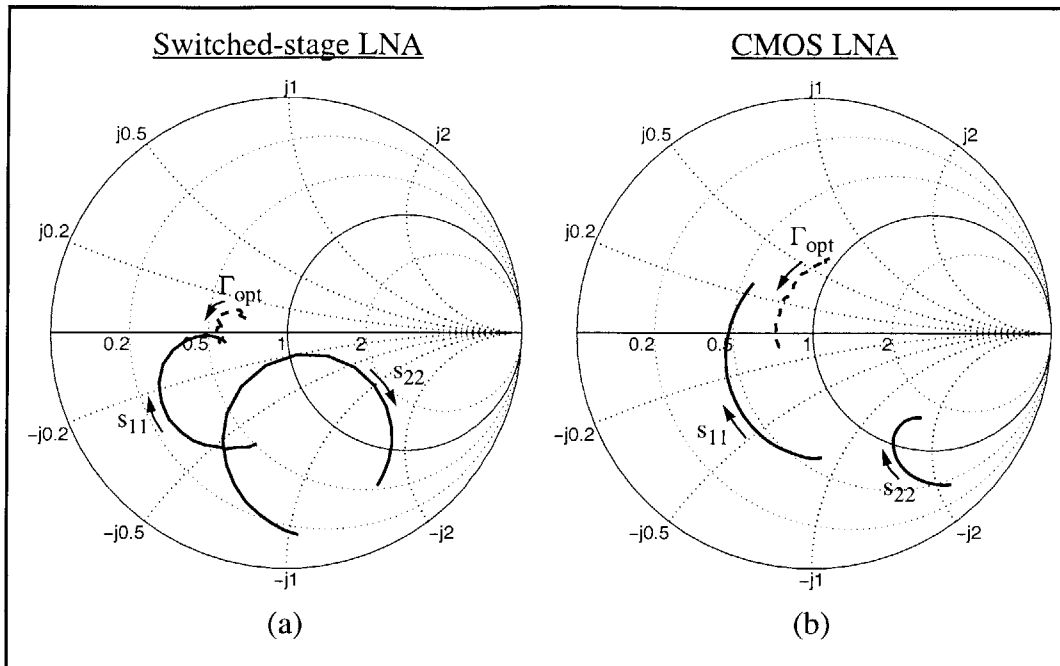 Switched-stage LNA
j1
j0.5
j2
j0.2
Γopt
0.2
0.5
1
2
s22
s11
-j0.2
-j0.5
-j2
-j1
(a)
CMOS LNA
j1
j0.5
j2
j0.2
Γopt
0.2
0.5
1
2
s11
s22
-j0.2
-j0.5
-j2
-j1
(b)